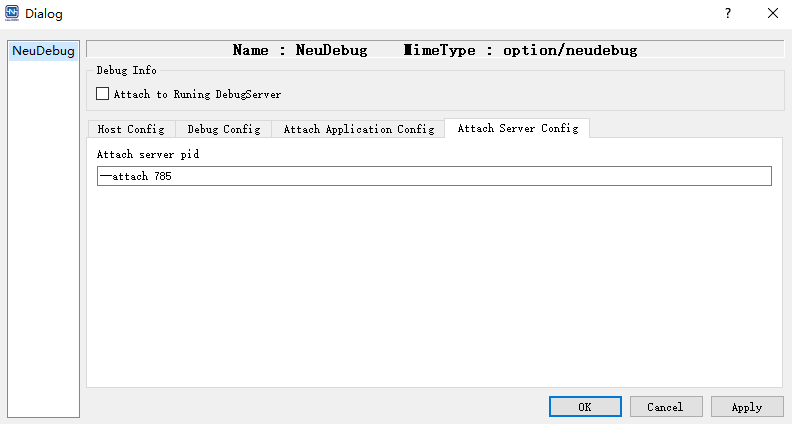 Dialog
?
NeuDebug
Name : NeuDebug MimeType : option/neudebug
Debug Info
Attach to Runing DebugServer
Host Config Debug Config Attach Application Config Attach Server Config
Attach server pid
--attach 785
OK Cancel Apply